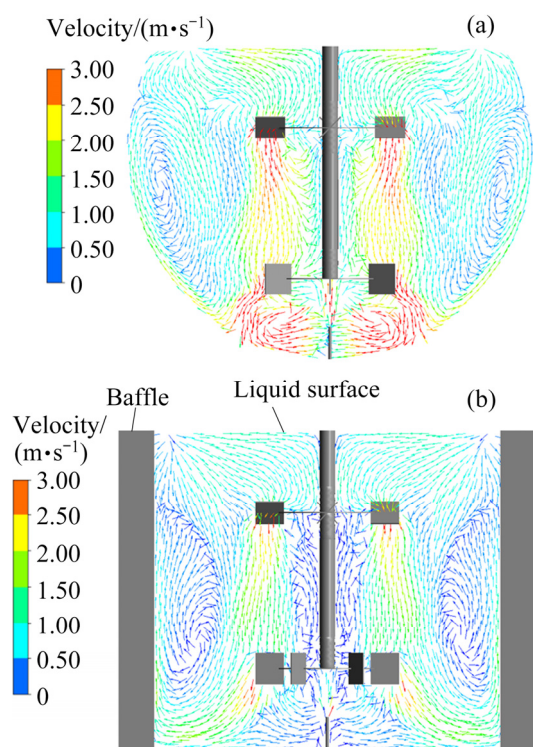 Velocity/(m•s⁻¹)
(a)
3.00
2.50
2.00
1.50
1.00
0.50
0
Baffle
Liquid surface
(b)
Velocity/
(m•s⁻¹)
3.00
2.50
2.00
1.50
1.00
0.50
0